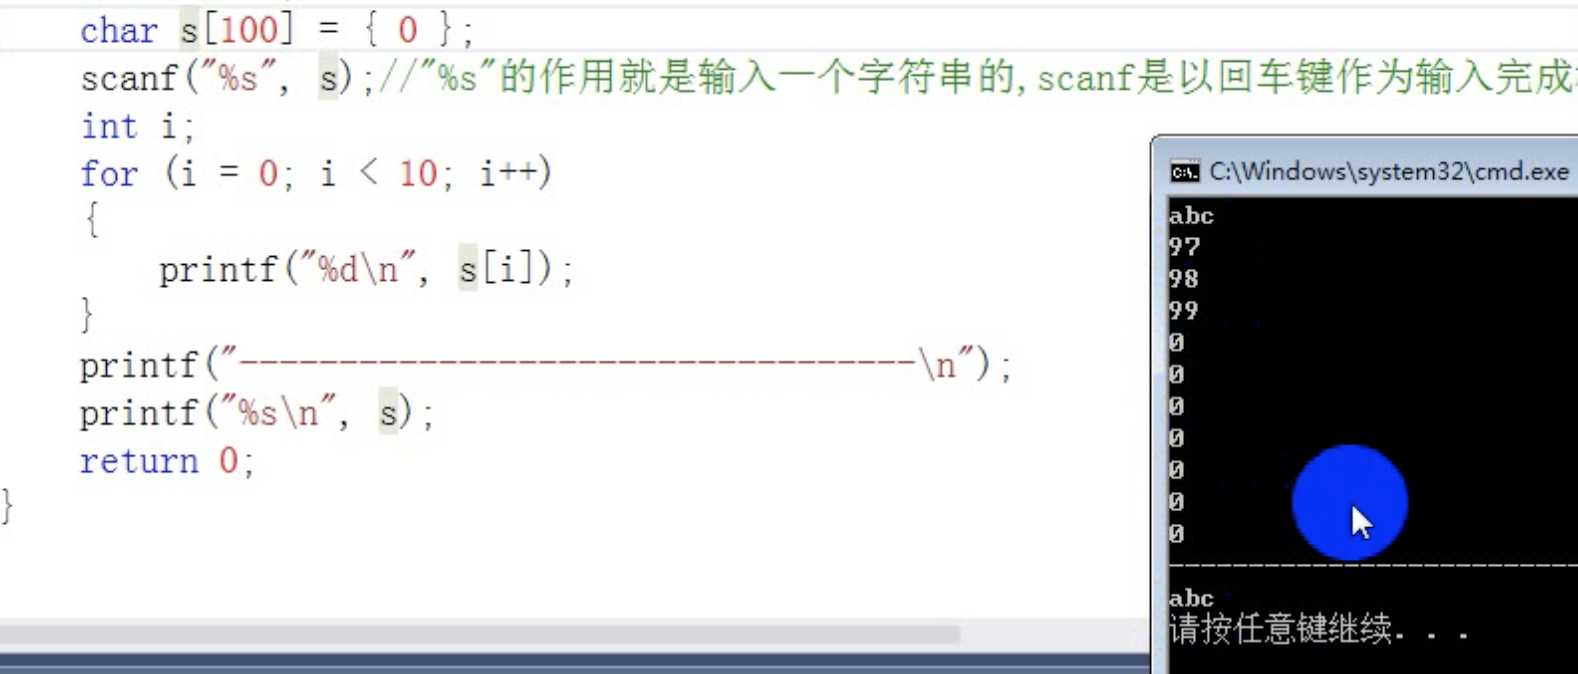 char s[100] = { 0 };
scanf("%s", s);//"%s"的作用就是输入一个字符串的,scanf是以回车键作为输入完成
int i;
for (i = 0; i < 10; i++)
{
printf("%d\n", s[i]);
}
printf("----------------------------------\n");
printf("%s\n", s);
return 0;
}
C:\Windows\system32\cmd.exe
abc
97
98
99
0
0
0
0
0
0
0
--------------------------
abc
请按任意键继续. . .